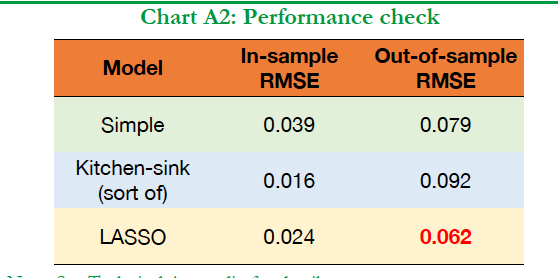 Chart A2: Performance check
Model In-sample RMSE Out-of-sample RMSE
Simple 0.039 0.079
Kitchen-sink (sort of) 0.016 0.092
LASSO 0.024 0.062